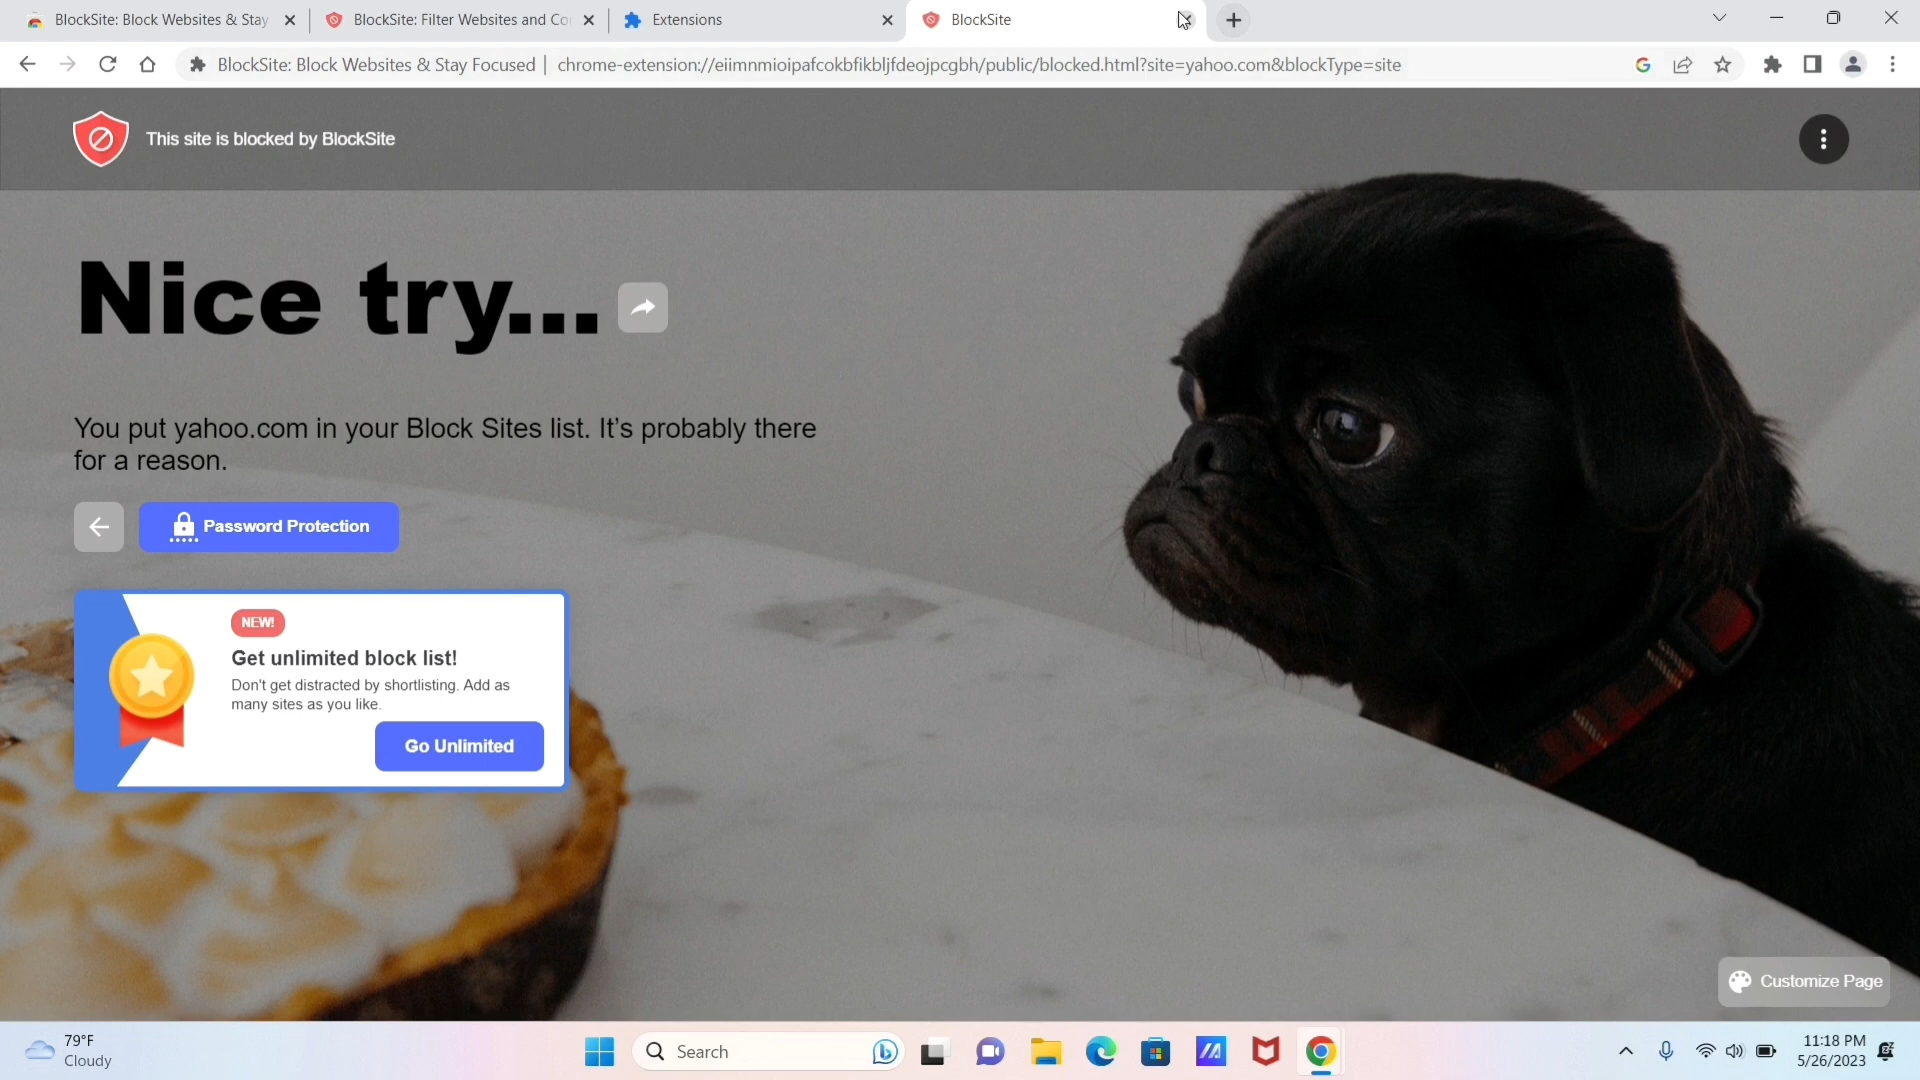 BlockSite: Block Websites & Stay
BlockSite: Filter Websites and Co
Extensions
BlockSite
BlockSite: Block Websites & Stay Focused | chrome-extension://eiimnmioipafcokbfikbljfdeojpcgbh/public/blocked.html?site=yahoo.com&blockType=site
This site is blocked by BlockSite
Nice try...
You put yahoo.com in your Block Sites list. It’s probably there
for a reason.
Password Protection
NEW!
Get unlimited block list!
Don't get distracted by shortlisting. Add as
many sites as you like.
Go Unlimited
Customize Page
79°F
Cloudy
Search
11:18 PM
5/26/2023